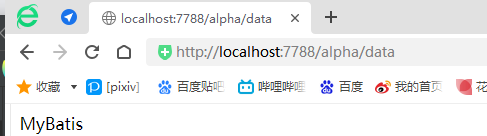 localhost:7788/alpha/data
http://localhost:7788/alpha/data
收藏 [pixiv] 百度贴吧 哔哩哔哩 百度 我的首页 花
MyBatis